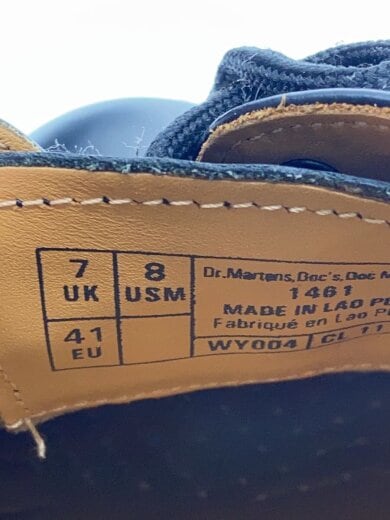 7 UK
8 USM
41 EU
Dr.Martens, Doc's, Doc
1461
MADE IN LAO
Fabriqué en Lao
WY004 CL 11